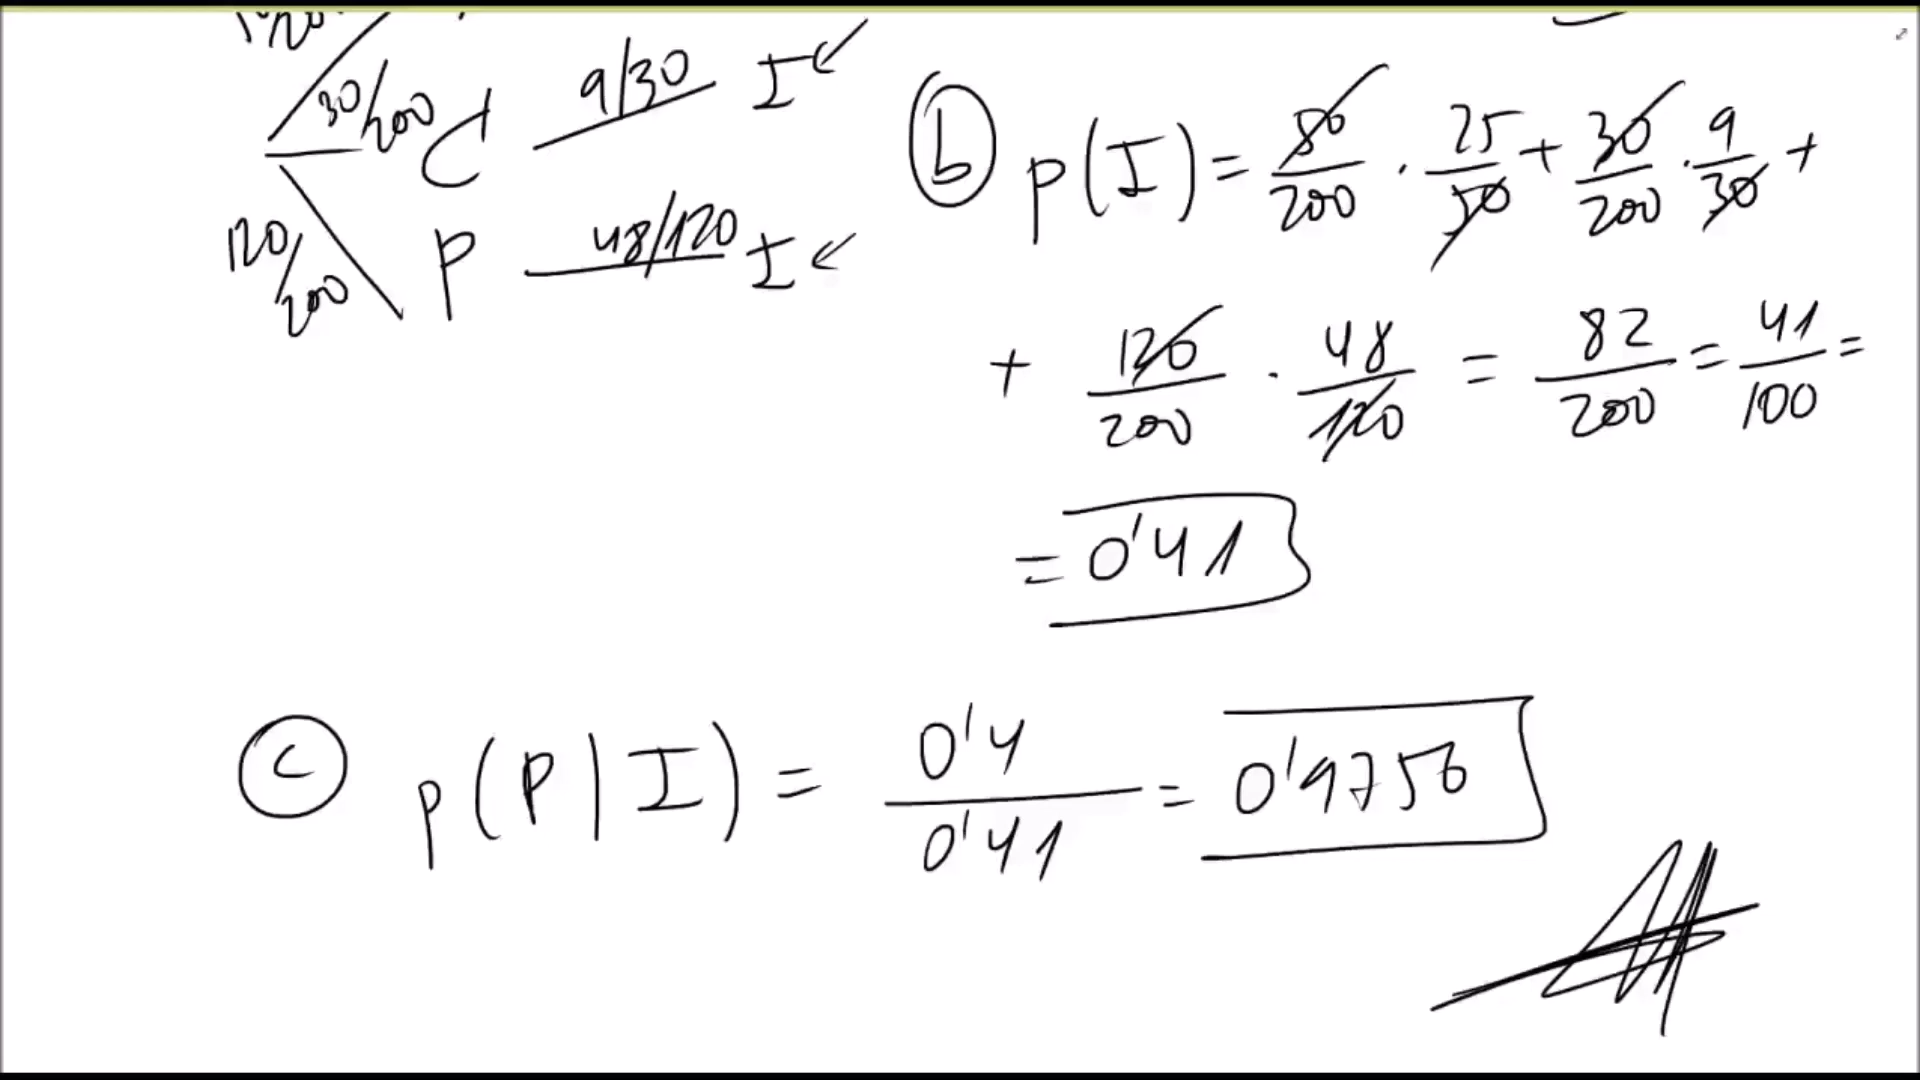 30/200 C 9/30 I
120/200 P 48/120 I
b p(I) = 50/200 · 25/50 + 30/200 · 9/30 +
+ 120/200 · 48/120 = 82/200 = 41/100 =
= 0'41
c p(P|I) = 0'4/0'41 = 0'9756